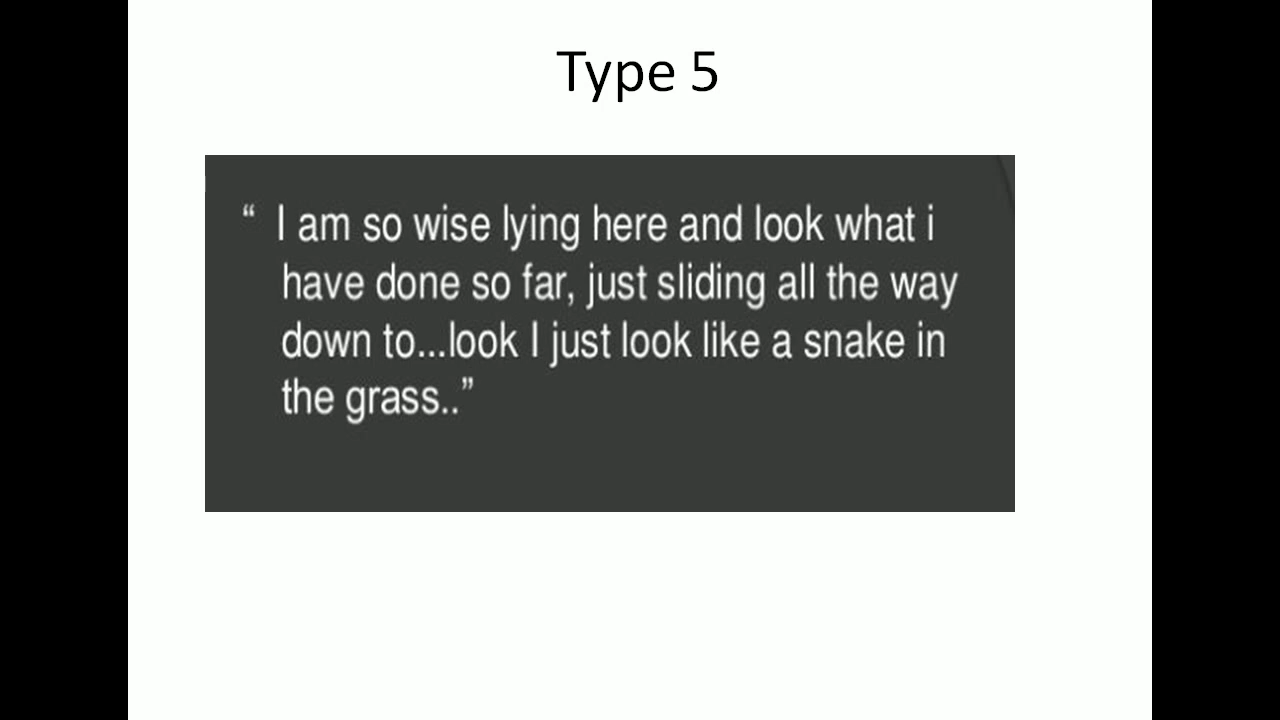 Type 5
“ I am so wise lying here and look what i
have done so far, just sliding all the way
down to...look I just look like a snake in
the grass..”